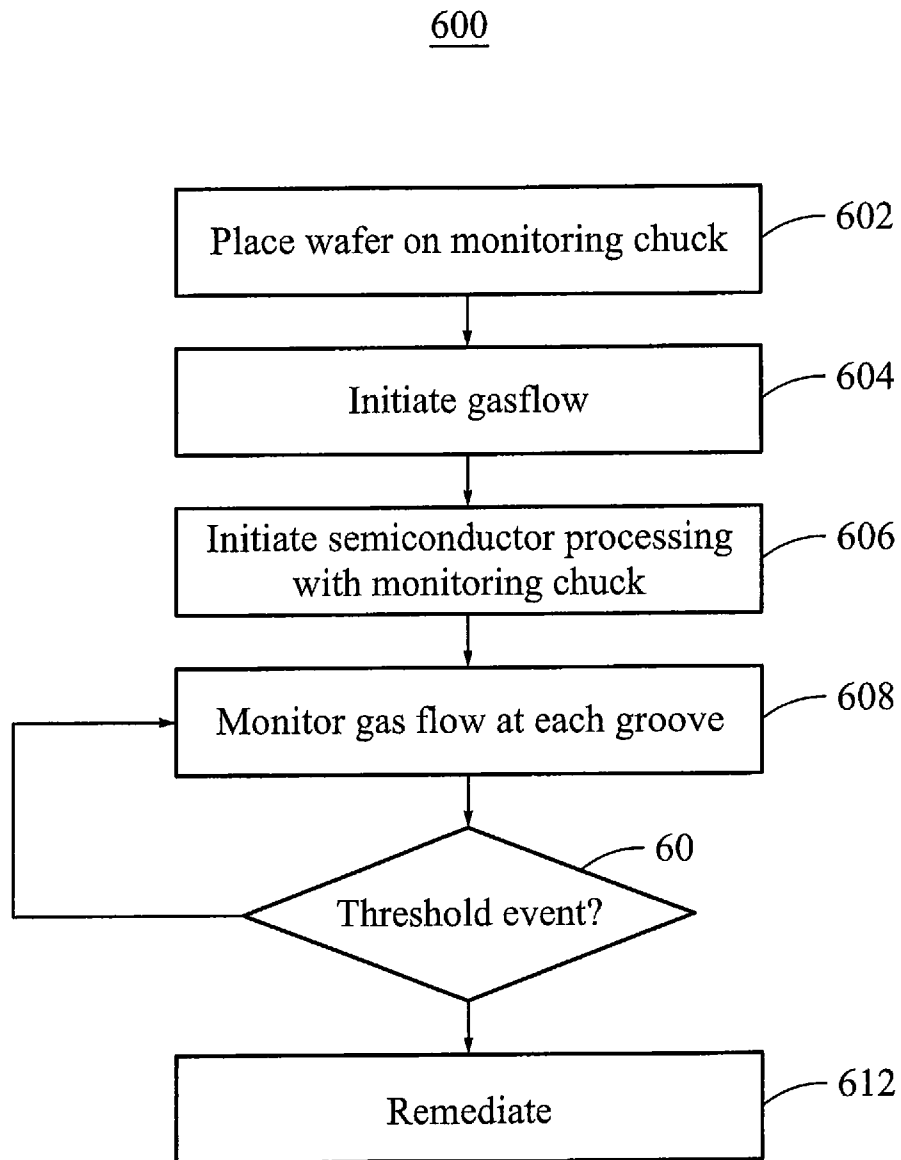 600
Place wafer on monitoring chuck
602
Initiate gasflow
604
Initiate semiconductor processing
with monitoring chuck
606
Monitor gas flow at each groove
608
60
Threshold event?
Remediate
612